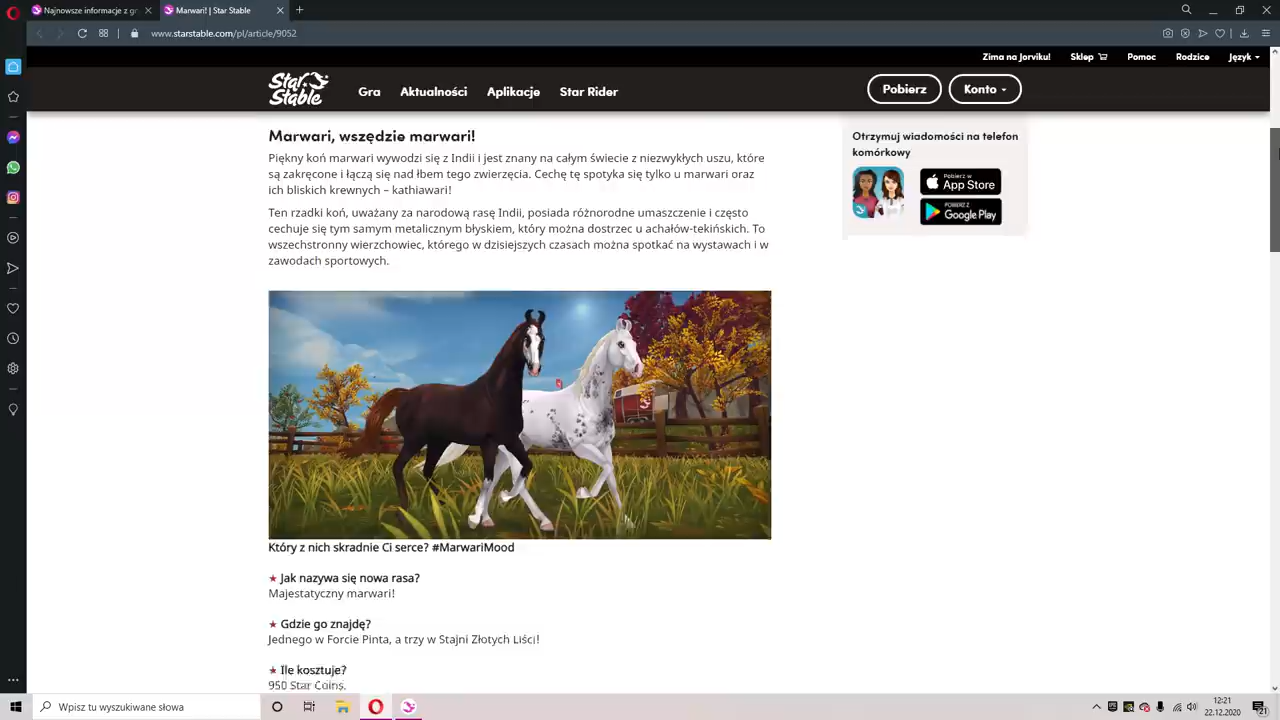 Najnowsze informacje z gr
Marwari! | Star Stable
www.starstable.com/pl/article/9052
Zima na Jorviku!
Sklep
Pomoc
Rodzice
Język
Star Stable
Gra
Aktualności
Aplikacje
Star Rider
Pobierz
Konto
Marwari, wszędzie marwari!
Piękny koń marwari wywodzi się z Indii i jest znany na całym świecie z niezwykłych uszu, które
są zakręcone i łączą się nad łbem tego zwierzęcia. Cechę tę spotyka się tylko u marwari oraz
ich bliskich krewnych – kathiawari!
Ten rzadki koń, uważany za narodową rasę Indii, posiada różnorodne umaszczenie i często
cechuje się tym samym metalicznym błyskiem, który można dostrzec u achałów-tekińskich. To
wszechstronny wierzchowiec, którego w dzisiejszych czasach można spotkać na wystawach i w
zawodach sportowych.
Otrzymuj wiadomości na telefon
komórkowy
Pobierz w
App Store
POBIERZ Z
Google Play
Który z nich skradnie Ci serce? #MarwariMood
★ Jak nazywa się nowa rasa?
Majestatyczny marwari!
★ Gdzie go znajdę?
Jednego w Forcie Pinta, a trzy w Stajni Złotych Liści!
★ Ile kosztuje?
950 Star Coins.
Wpisz tu wyszukiwane słowa
12:21
22.12.2020
21